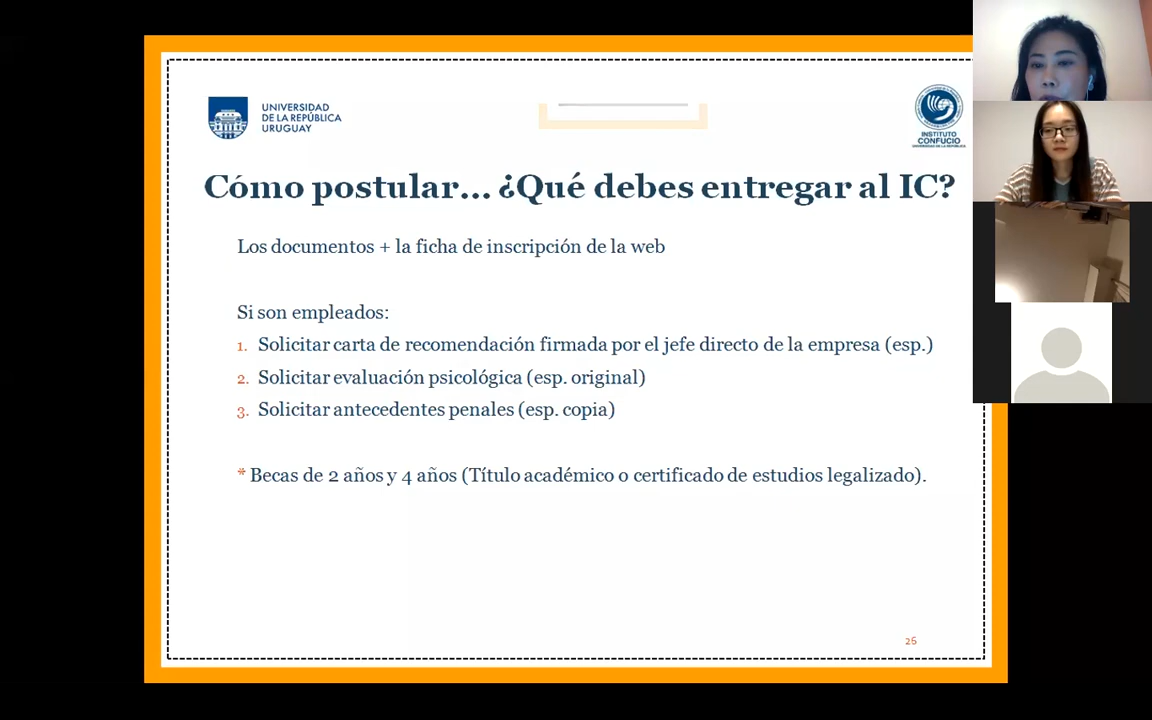 UNIVERSIDAD
DE LA REPÚBLICA
URUGUAY
INSTITUTO
CONFUCIO
Cómo postular... ¿Qué debes entregar al IC?
Los documentos + la ficha de inscripción de la web
Si son empleados:
1. Solicitar carta de recomendación firmada por el jefe directo de la empresa (esp.)
2. Solicitar evaluación psicológica (esp. original)
3. Solicitar antecedentes penales (esp. copia)
* Becas de 2 años y 4 años (Título académico o certificado de estudios legalizado).
26